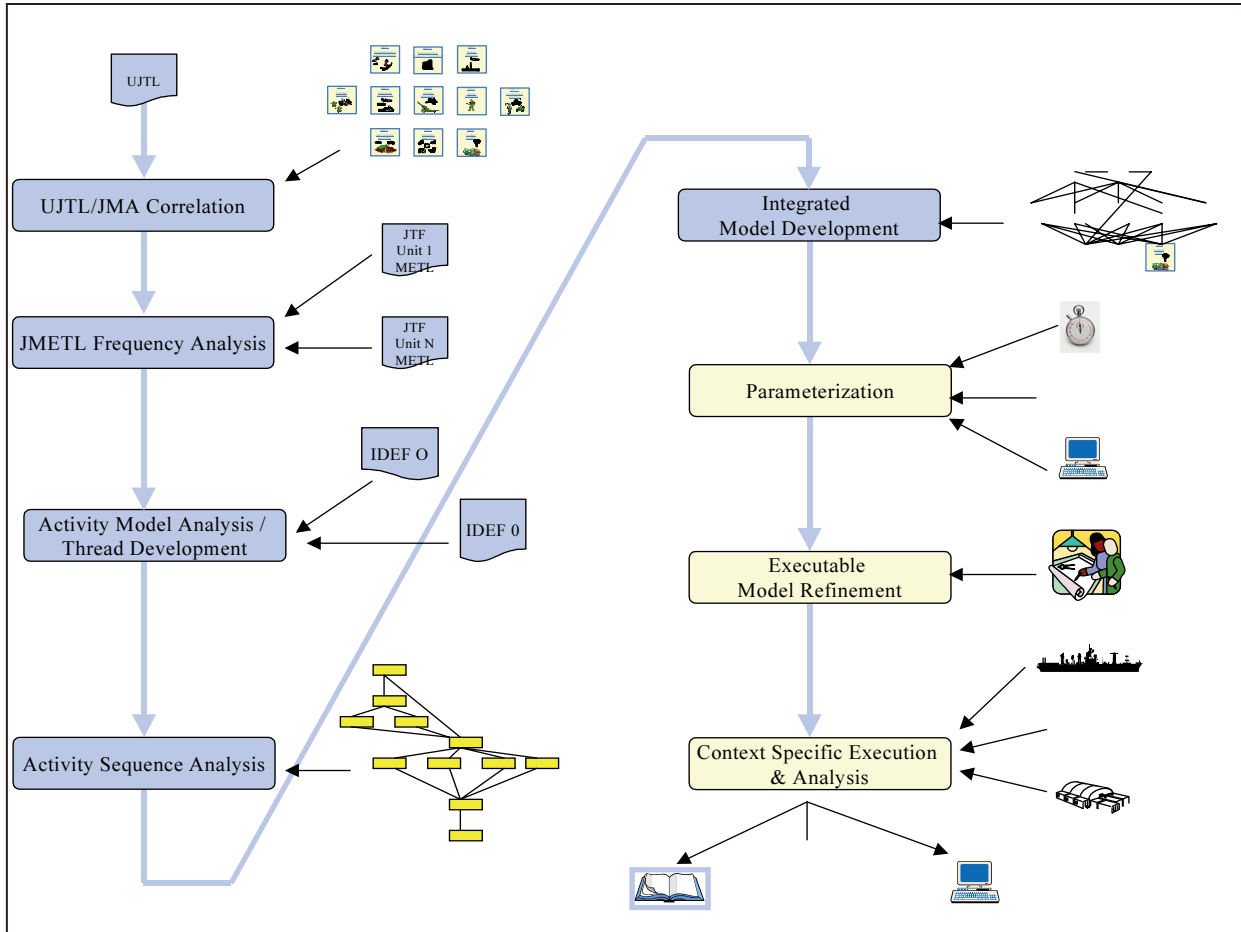 UJTL
UJTL/JMA Correlation
JTF
Unit 1
METL
JMETL Frequency Analysis
JTF
Unit N
METL
IDEF O
Activity Model Analysis /
Thread Development
IDEF 0
Activity Sequence Analysis
Integrated
Model Development
Parameterization
Executable
Model Refinement
Context Specific Execution
& Analysis